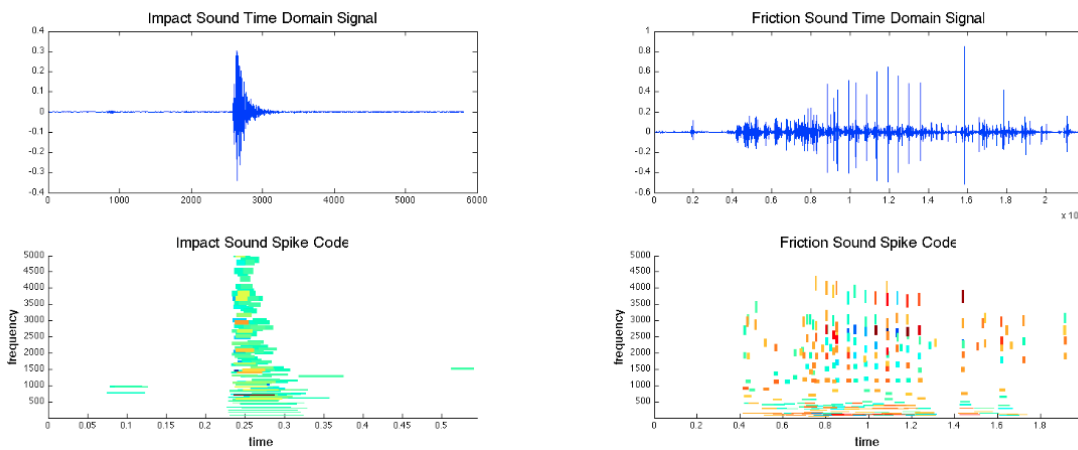 Impact Sound Time Domain Signal
0.4
0.3
0.2
0.1
0
-0.1
-0.2
-0.3
-0.4
0 1000 2000 3000 4000 5000 6000
Friction Sound Time Domain Signal
1
0.8
0.6
0.4
0.2
0
-0.2
-0.4
-0.6
0 0.2 0.4 0.6 0.8 1 1.2 1.4 1.6 1.8 2
x 10
Impact Sound Spike Code
frequency
5000
4500
4000
3500
3000
2500
2000
1500
1000
500
0 0.05 0.1 0.15 0.2 0.25 0.3 0.35 0.4 0.45 0.5
time
Friction Sound Spike Code
frequency
5000
4500
4000
3500
3000
2500
2000
1500
1000
500
0 0.2 0.4 0.6 0.8 1 1.2 1.4 1.6 1.8
time